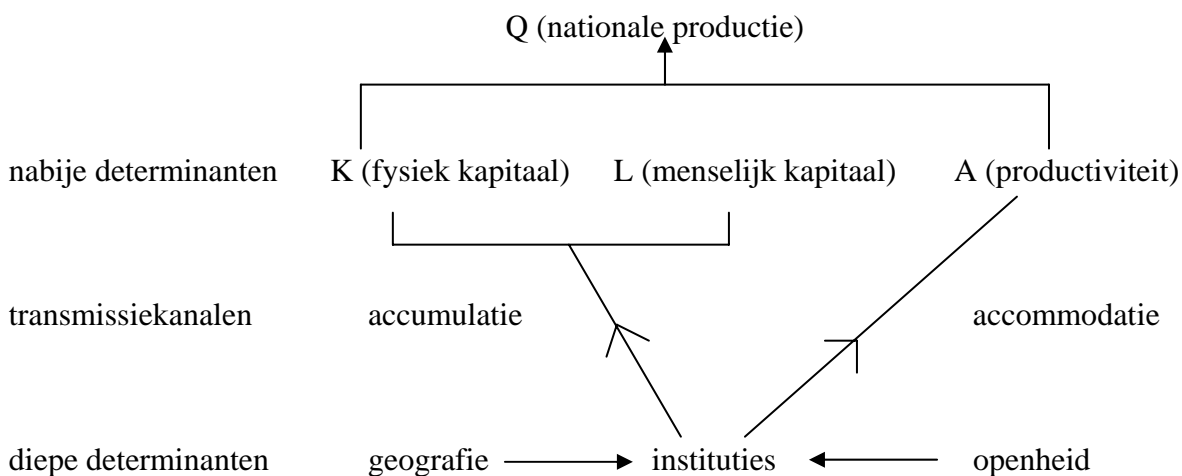 Q (nationale productie)
nabije determinanten K (fysiek kapitaal) L (menselijk kapitaal) A (productiviteit)
transmissiekanalen accumulatie accommodatie
diepe determinanten geografie instituties openheid